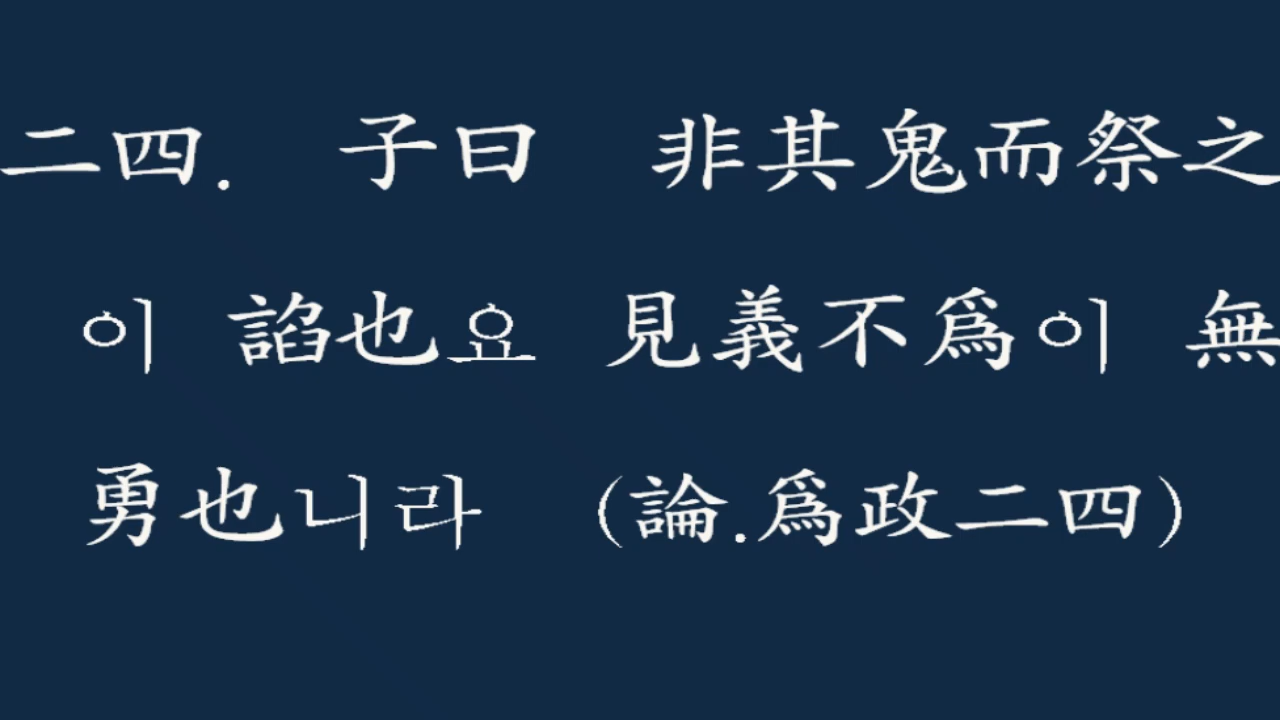 二四. 子曰 非其鬼而祭之
이 諂也요 見義不爲이 無
勇也니라 (論.爲政二四)